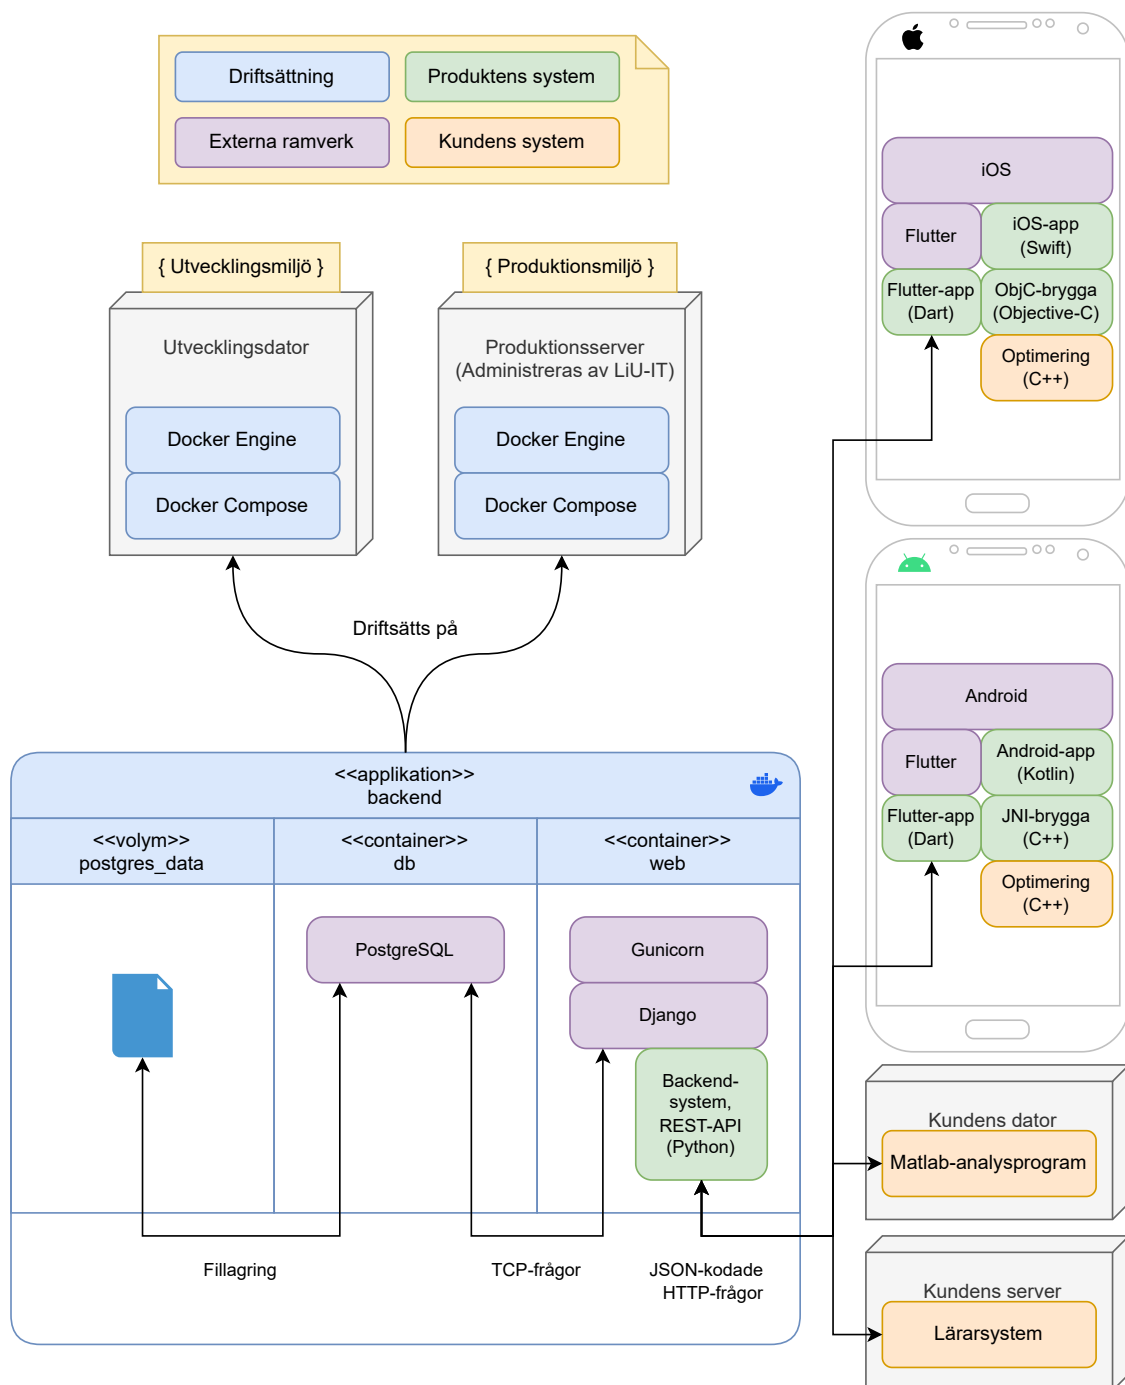 Driftsättning
Produktens system
Externa ramverk
Kundens system
{ Utvecklingsmiljö }
Utvecklingsdator
Docker Engine
Docker Compose
{ Produktionsmiljö }
Produktionsserver
(Administreras av LiU-IT)
Docker Engine
Docker Compose
Driftsätts på
<<applikation>>
backend
<<volym>>
postgres_data
<<container>>
db
<<container>>
web
PostgreSQL
Gunicorn
Django
Backend-
system,
REST-API
(Python)
Fillagring
TCP-frågor
JSON-kodade
HTTP-frågor
iOS
Flutter
iOS-app
(Swift)
Flutter-app
(Dart)
ObjC-brygga
(Objective-C)
Optimering
(C++)
Android
Flutter
Android-app
(Kotlin)
Flutter-app
(Dart)
JNI-brygga
(C++)
Optimering
(C++)
Kundens dator
Matlab-analysprogram
Kundens server
Lärarsystem